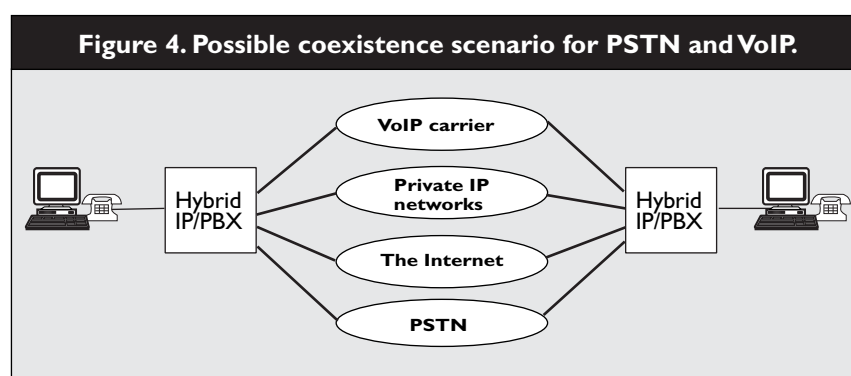 Figure 4. Possible coexistence scenario for PSTN and VoIP.
VoIP carrier
Hybrid
IP/PBX
Private IP
networks
Hybrid
IP/PBX
The Internet
PSTN